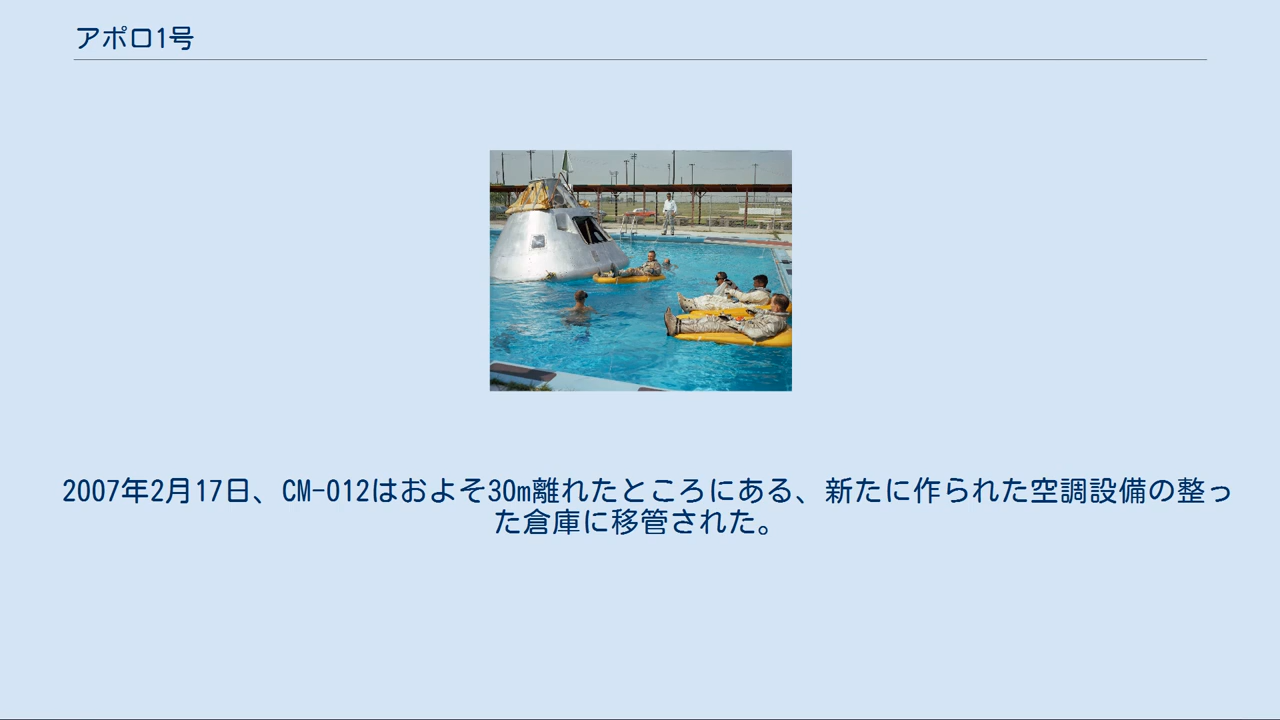 アポロ1号
2007年2月17日、CM-012はおよそ30m離れたところにある、新たに作られた空調設備の整っ
た倉庫に移管された。